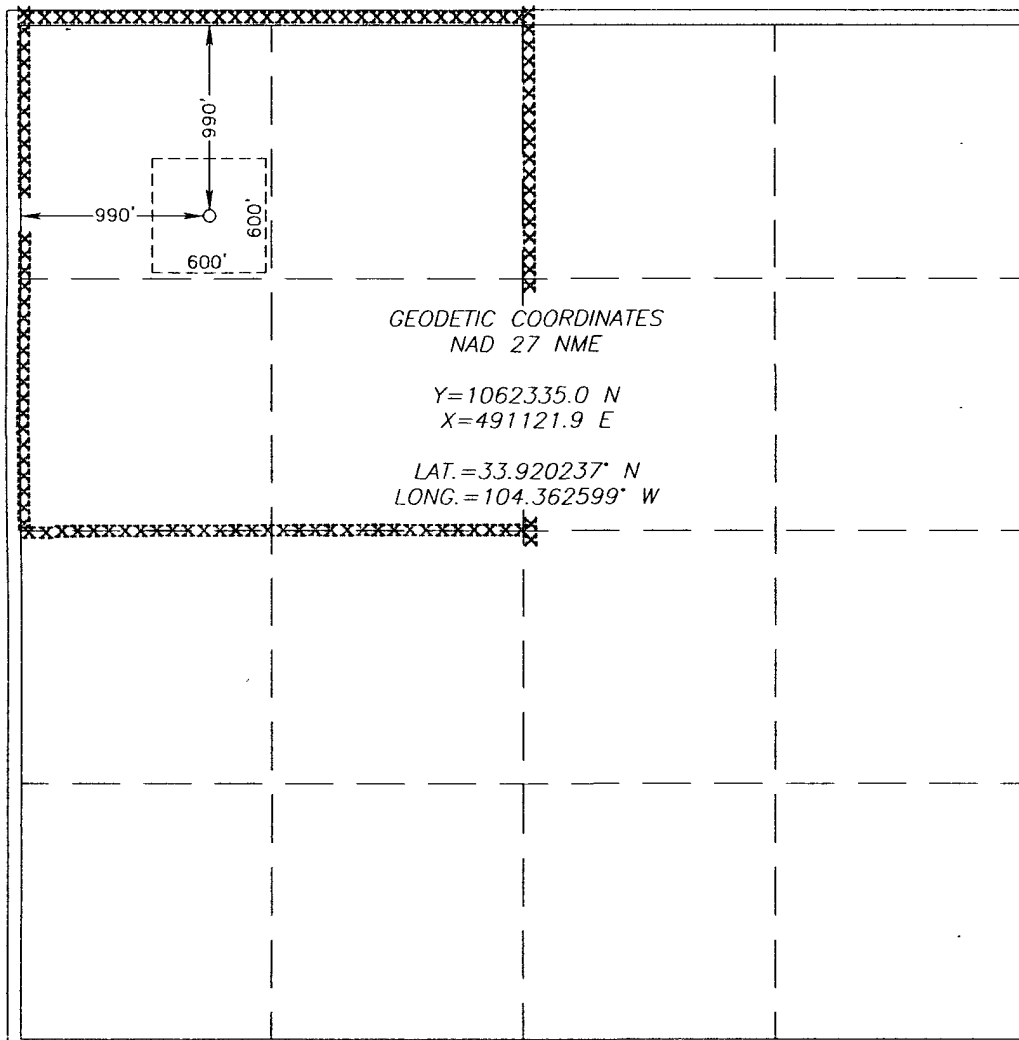 990'
990'
600'
600'
GEODETIC COORDINATES
NAD 27 NME
Y=1062335.0 N
X=491121.9 E
LAT.=33.920237° N
LONG.=104.362599° W